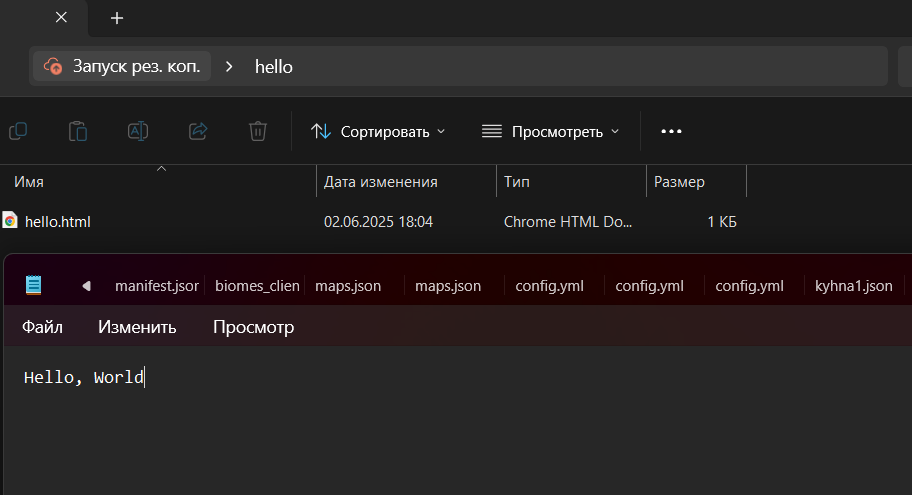 Запуск рез. коп. > hello
Сортировать Просмотреть
Имя Дата изменения Тип Размер
hello.html 02.06.2025 18:04 Chrome HTML Do... 1 КБ
manifest.jsor biomes_clien maps.json maps.json config.yml config.yml config.yml kyhna1.json
Файл Изменить Просмотр
Hello, World